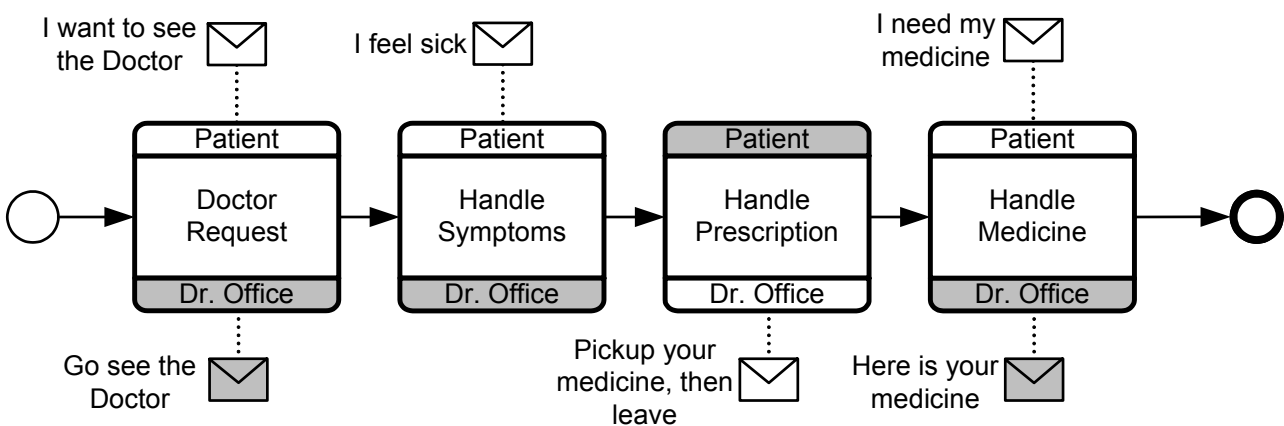 I want to see
the Doctor
I feel sick
I need my
medicine
Patient
Doctor
Request
Dr. Office
Patient
Handle
Symptoms
Dr. Office
Patient
Handle
Prescription
Dr. Office
Patient
Handle
Medicine
Dr. Office
Go see the
Doctor
Pickup your
medicine, then
leave
Here is your
medicine